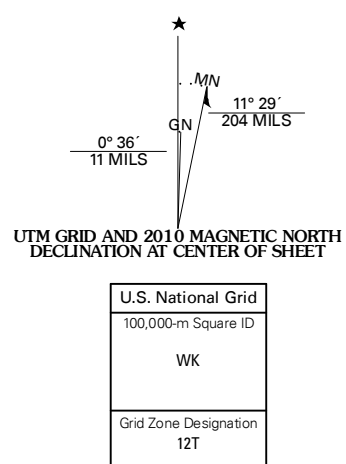 ★
MN
GN
11° 29´
204 MILS
0° 36´
11 MILS
UTM GRID AND 2010 MAGNETIC NORTH
DECLINATION AT CENTER OF SHEET
U.S. National Grid
100,000-m Square ID
WK
Grid Zone Designation
12T